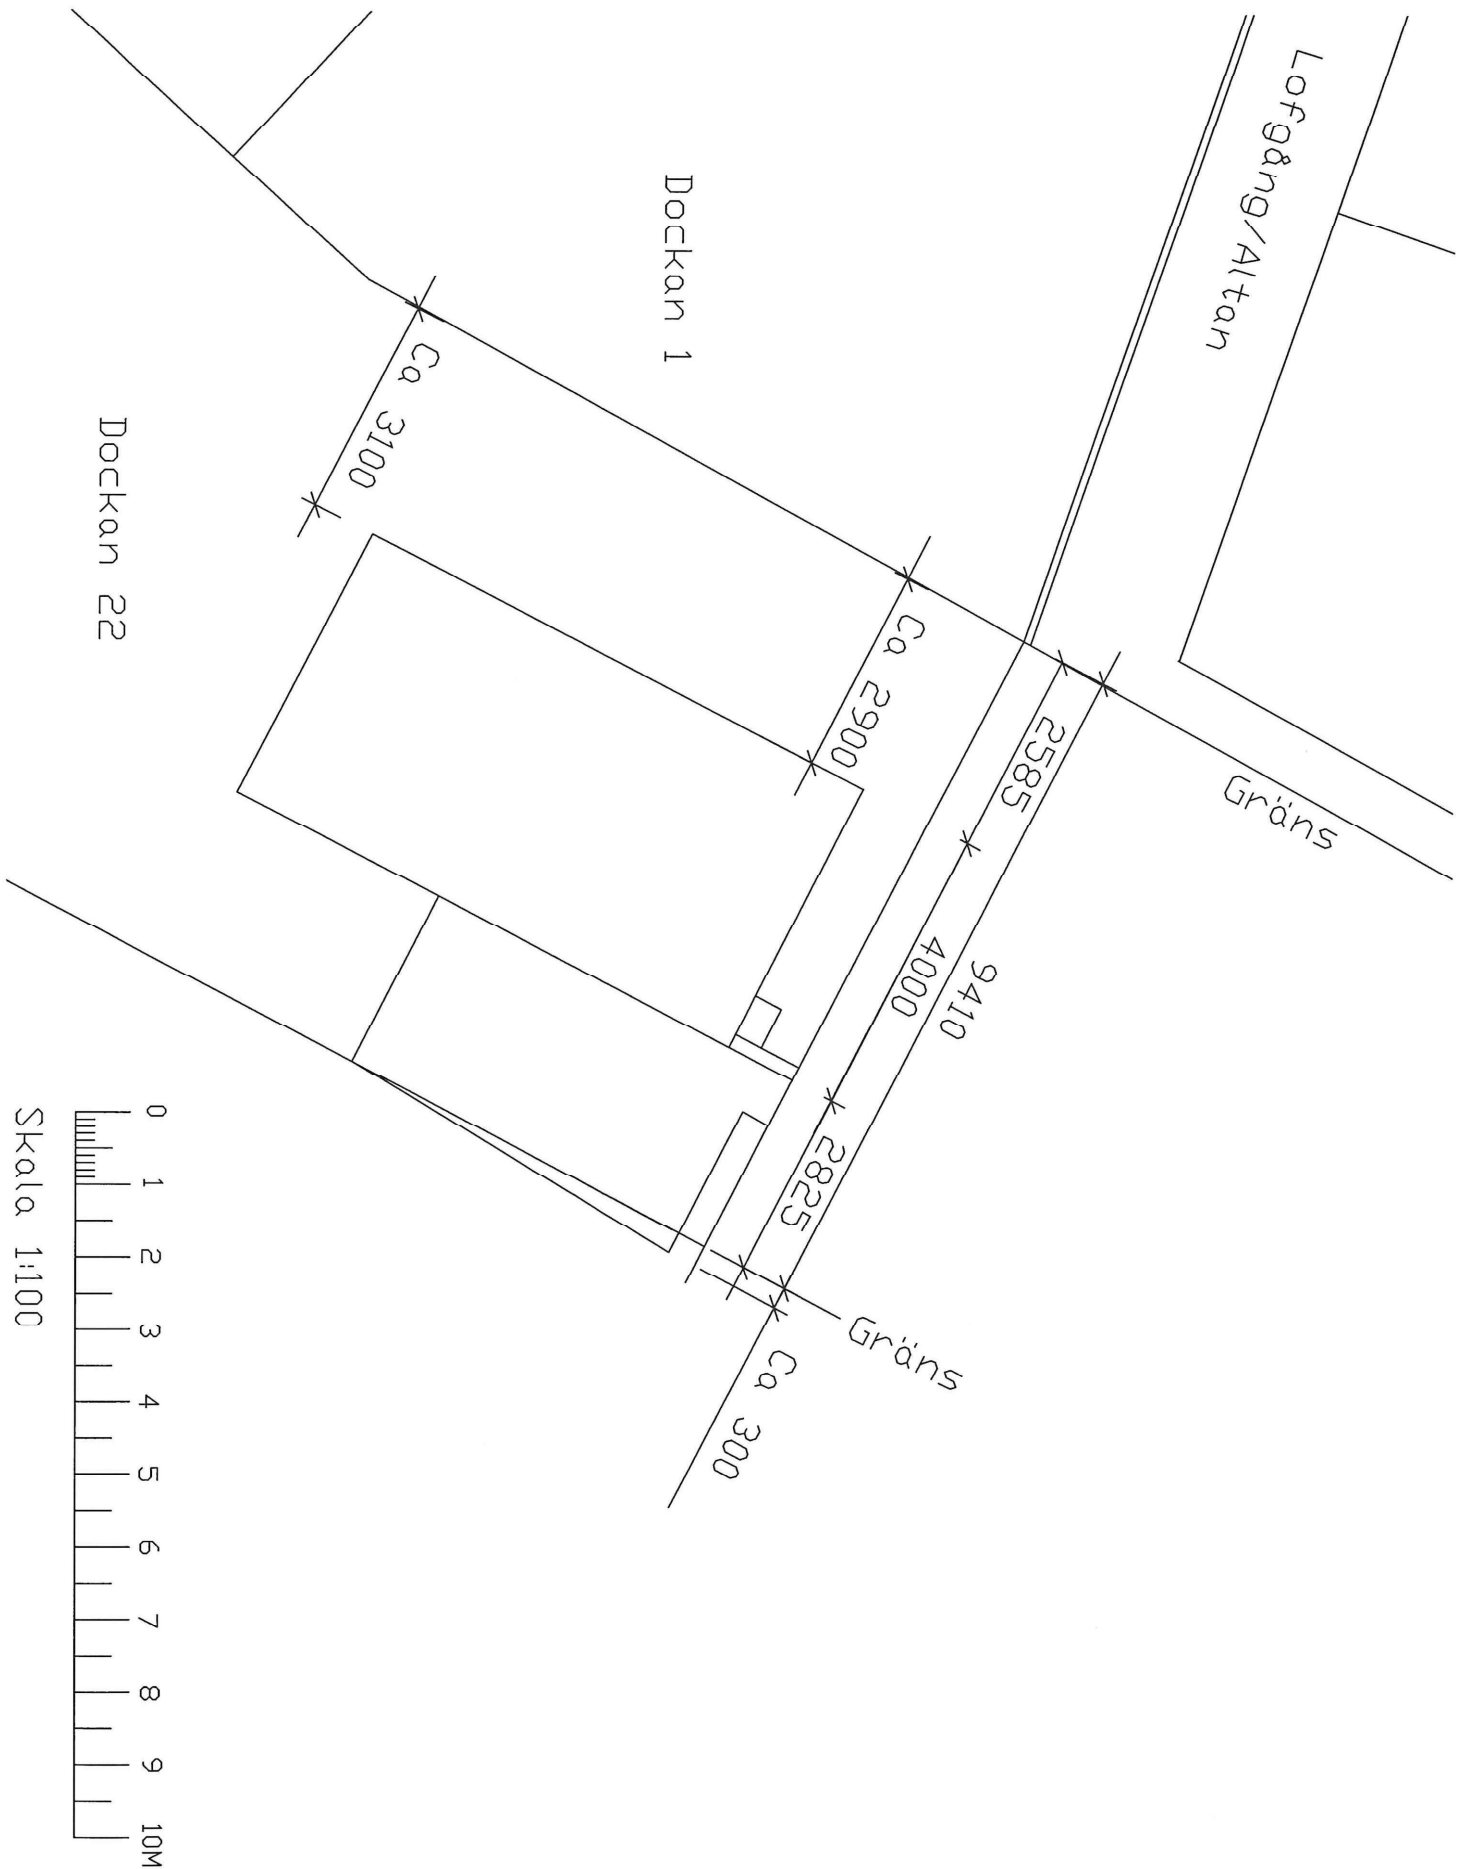 Lofgång/Altan
Dockan 1
Gräns
Ca 3100
Ca 2900
2585
4000
9410
2825
Dockan 22
Gräns
Ca 300
0 1 2 3 4 5 6 7 8 9 10M
Skala 1:100